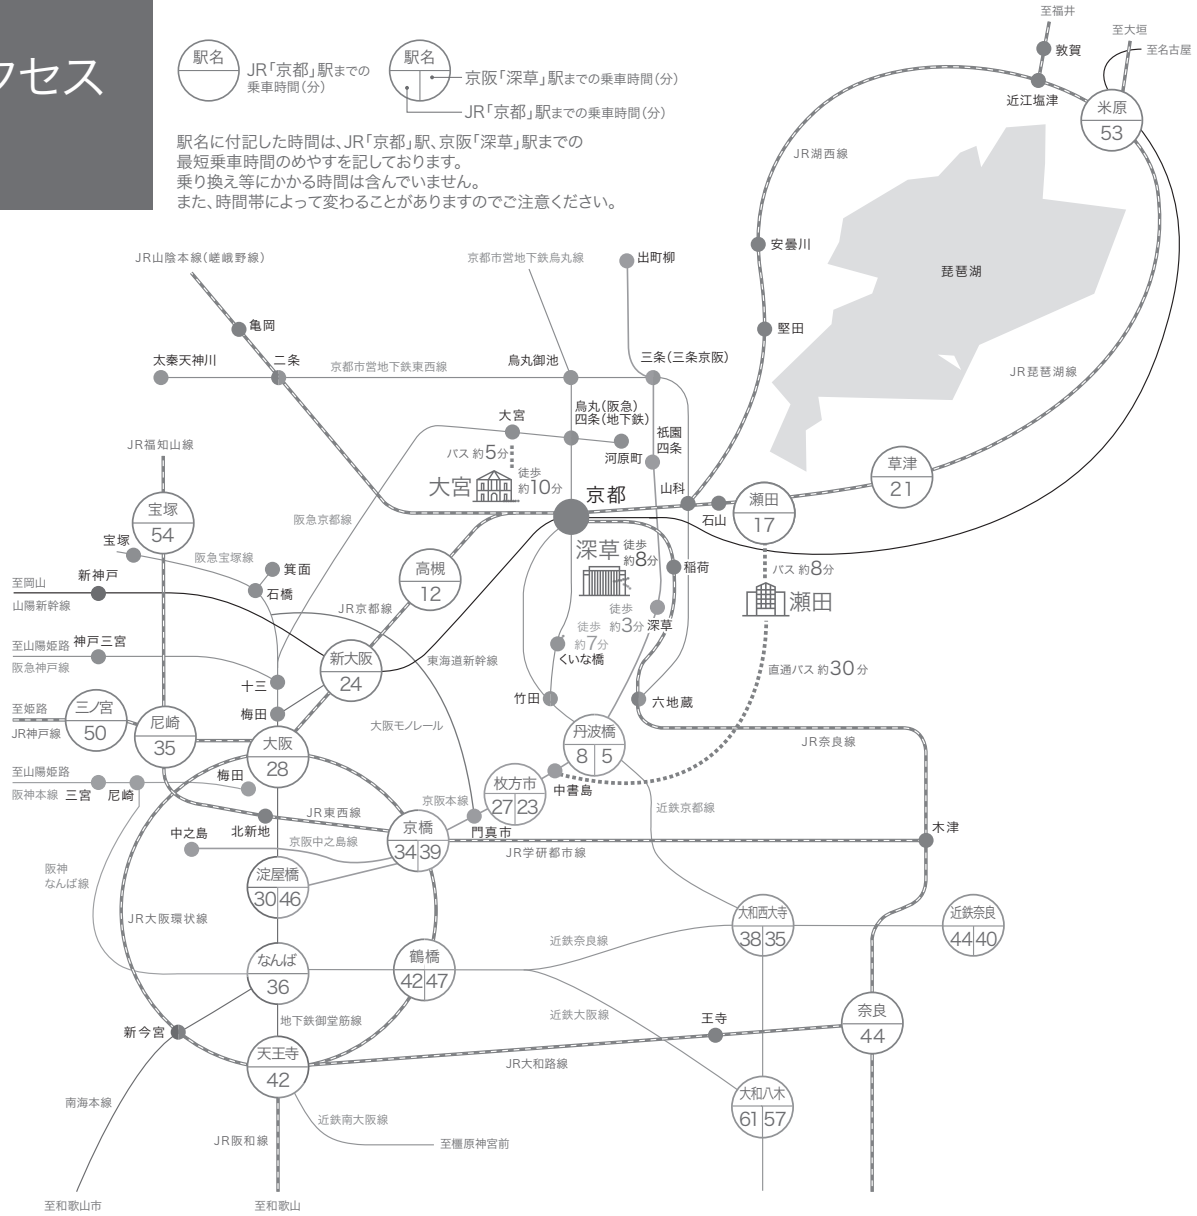 クセス
駅名
JR「京都」駅までの
乗車時間（分）
駅名
京阪「深草」駅までの乗車時間（分）
JR「京都」駅までの乗車時間（分）
駅名に付記した時間は、JR「京都」駅、京阪「深草」駅までの
最短乗車時間のめやすを記しております。
乗り換え等にかかる時間は含んでいません。
また、時間帯によって変わることがありますのでご注意ください。
至福井
敦賀
至大垣
至名古屋
近江塩津
米原
53
JR湖西線
安曇川
琵琶湖
堅田
JR琵琶湖線
JR山陰本線（嵯峨野線）
京都市営地下鉄烏丸線
出町柳
亀岡
太秦天神川
二条
京都市営地下鉄東西線
烏丸御池
三条（三条京阪）
大宮
烏丸（阪急）
四条（地下鉄）
河原町
祇園
四条
バス 約5分
大宮
徒歩
約10分
京都
山科
石山
瀬田
17
草津
21
JR福知山線
宝塚
54
宝塚
阪急宝塚線
阪急京都線
箕面
石橋
至岡山
山陽新幹線
新神戸
JR京都線
高槻
12
深草
徒歩
約8分
稲荷
徒歩
約3分
深草
徒歩
約7分
くいな橋
バス 約8分
瀬田
直通バス 約30分
至山陽姫路
阪急神戸線
神戸三宮
新大阪
24
東海道新幹線
十三
梅田
竹田
六地蔵
至姫路
JR神戸線
三ノ宮
50
尼崎
35
大阪
28
大阪モノレール
丹波橋
8 5
JR奈良線
至山陽姫路
阪神本線
三宮
尼崎
梅田
枚方市
27 23
中書島
京阪本線
門真市
近鉄京都線
JR東西線
北新地
中之島
京阪中之島線
京橋
34 39
JR学研都市線
木津
阪神
なんば線
淀屋橋
30 46
JR大阪環状線
大和西大寺
38 35
近鉄奈良
44 40
近鉄奈良線
なんば
36
鶴橋
42 47
新今宮
地下鉄御堂筋線
近鉄大阪線
王寺
奈良
44
天王寺
42
JR大和路線
大和八木
61 57
南海本線
JR阪和線
近鉄南大阪線
至橿原神宮前
至和歌山市
至和歌山